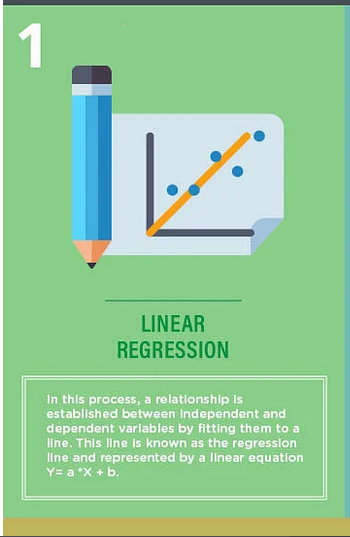 1
LINEAR
REGRESSION
In this process, a relationship is
established between independent and
dependent variables by fitting them to a
line. This line is known as the regression
line and represented by a linear equation
Y= a *X + b.